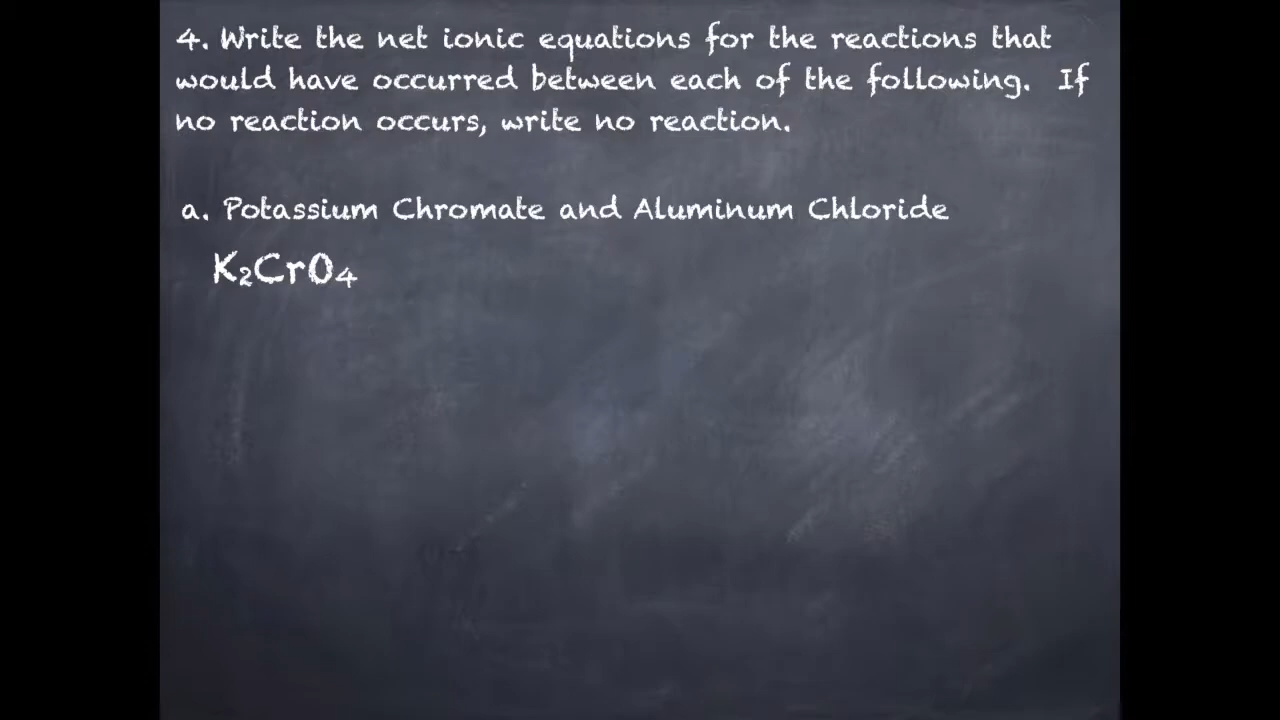 4. Write the net ionic equations for the reactions that
would have occurred between each of the following.  If
no reaction occurs, write no reaction.
a. Potassium Chromate and Aluminum Chloride
K₂CrO₄